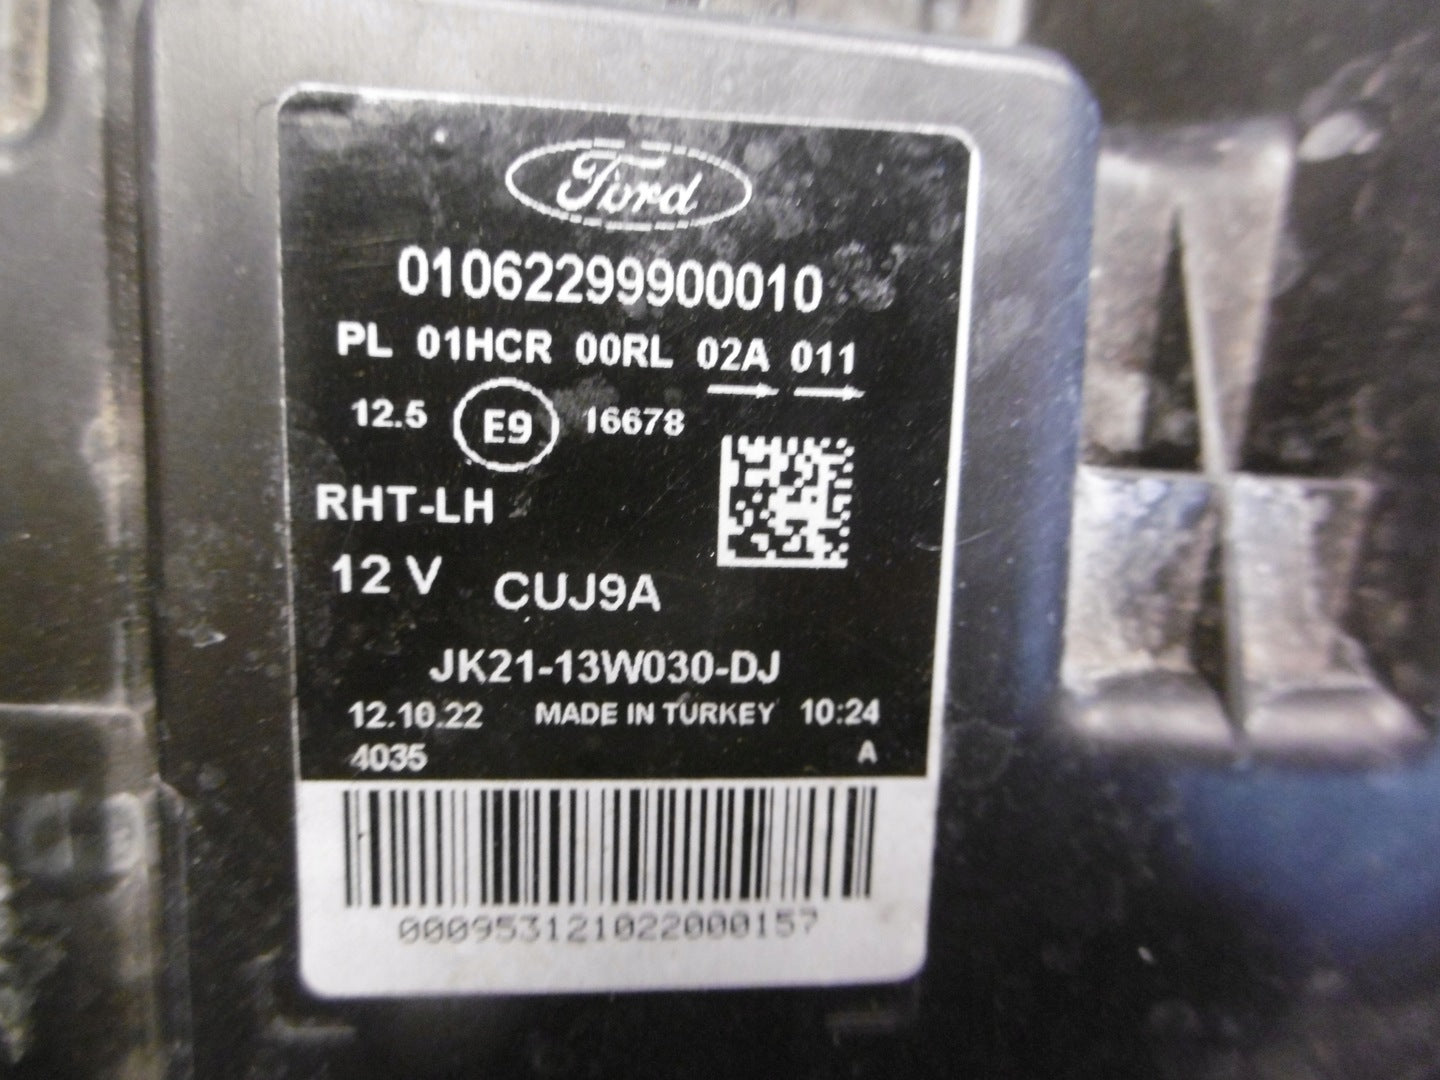 Ford
01062299900010
PL 01HCR 00RL 02A 011
12.5 E9 16678
RHT-LH
12 V CUJ9A
JK21-13W030-DJ
12.10.22 MADE IN TURKEY 10:24
4035 A
000953121022000157